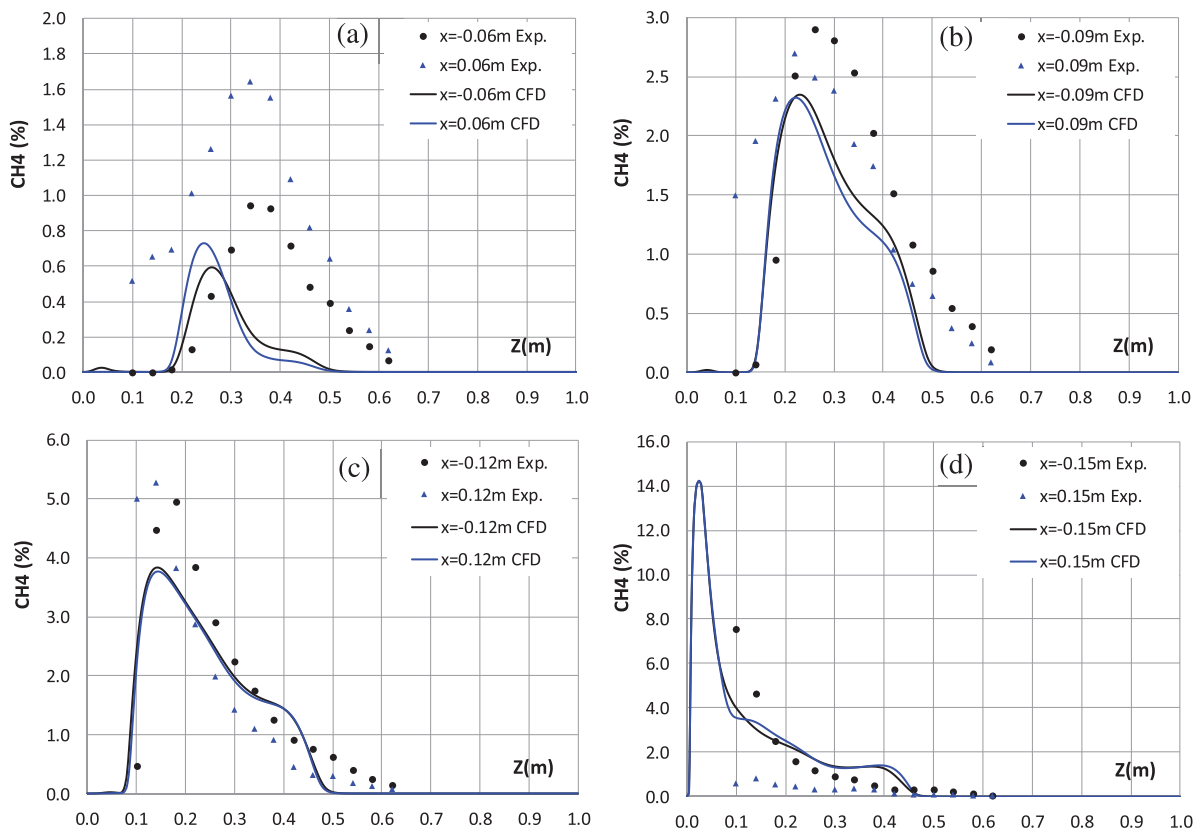 (a)
x=-0.06m Exp.
x=0.06m Exp.
x=-0.06m CFD
x=0.06m CFD
CH4 (%)
2.0
1.8
1.6
1.4
1.2
1.0
0.8
0.6
0.4
0.2
0.0
Z(m)
0.0 0.1 0.2 0.3 0.4 0.5 0.6 0.7 0.8 0.9 1.0
(b)
x=-0.09m Exp.
x=0.09m Exp.
x=-0.09m CFD
x=0.09m CFD
CH4 (%)
3.0
2.5
2.0
1.5
1.0
0.5
0.0
Z(m)
0.0 0.1 0.2 0.3 0.4 0.5 0.6 0.7 0.8 0.9 1.0
(c)
x=-0.12m Exp.
x=0.12m Exp.
x=-0.12m CFD
x=0.12m CFD
CH4 (%)
6.0
5.0
4.0
3.0
2.0
1.0
0.0
Z(m)
0.0 0.1 0.2 0.3 0.4 0.5 0.6 0.7 0.8 0.9 1.0
(d)
x=-0.15m Exp.
x=0.15m Exp.
x=-0.15m CFD
x=0.15m CFD
CH4 (%)
16.0
14.0
12.0
10.0
8.0
6.0
4.0
2.0
0.0
Z(m)
0.0 0.1 0.2 0.3 0.4 0.5 0.6 0.7 0.8 0.9 1.0